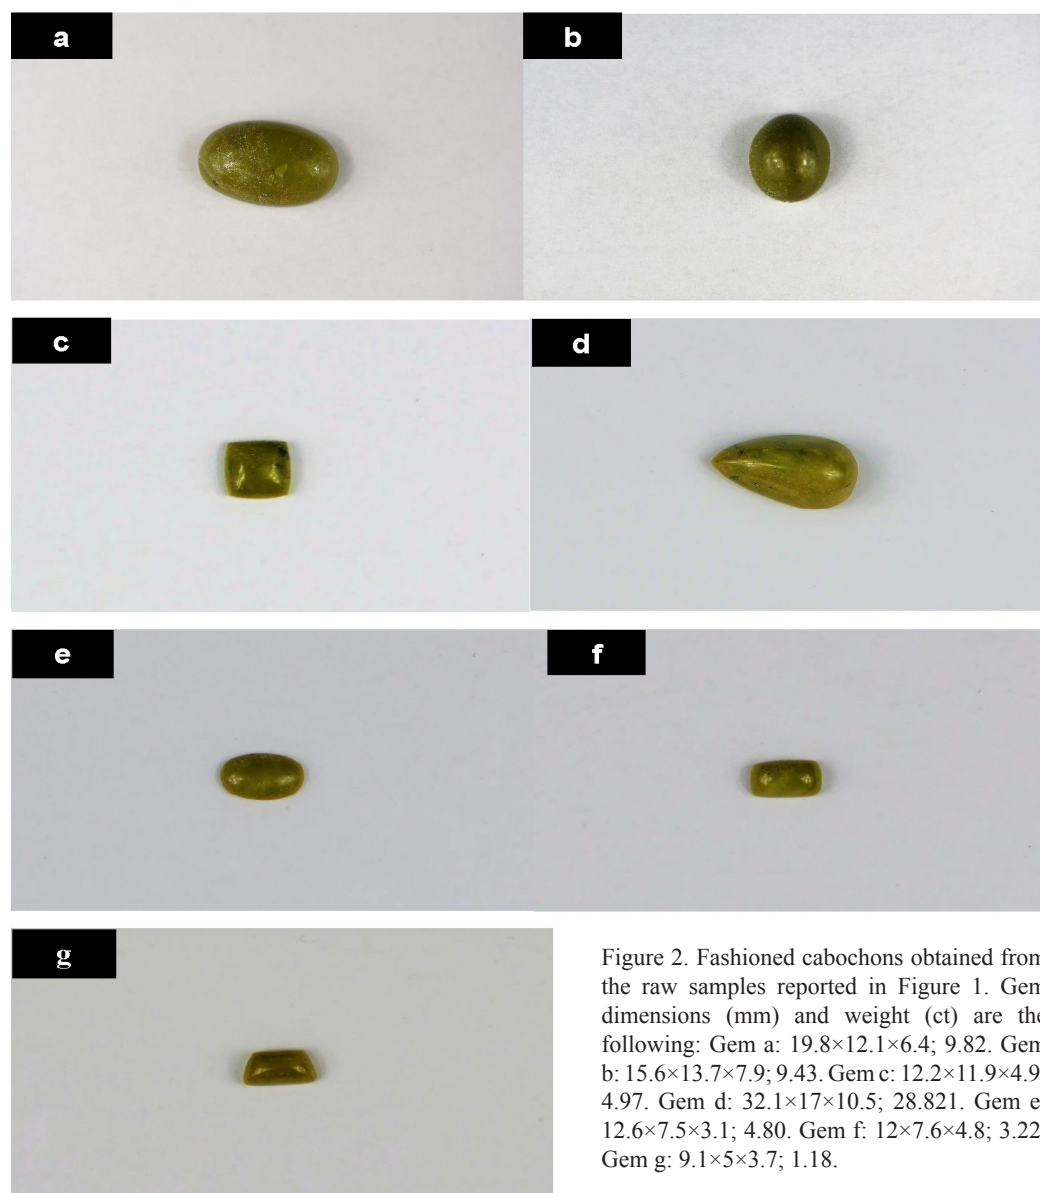 a
b
c
d
e
f
g
Figure 2. Fashioned cabochons obtained from
the raw samples reported in Figure 1. Gem
dimensions (mm) and weight (ct) are the
following: Gem a: 19.8×12.1×6.4; 9.82. Gem
b: 15.6×13.7×7.9; 9.43. Gem c: 12.2×11.9×4.9
4.97. Gem d: 32.1×17×10.5; 28.821. Gem e
12.6×7.5×3.1; 4.80. Gem f: 12×7.6×4.8; 3.22
Gem g: 9.1×5×3.7; 1.18.